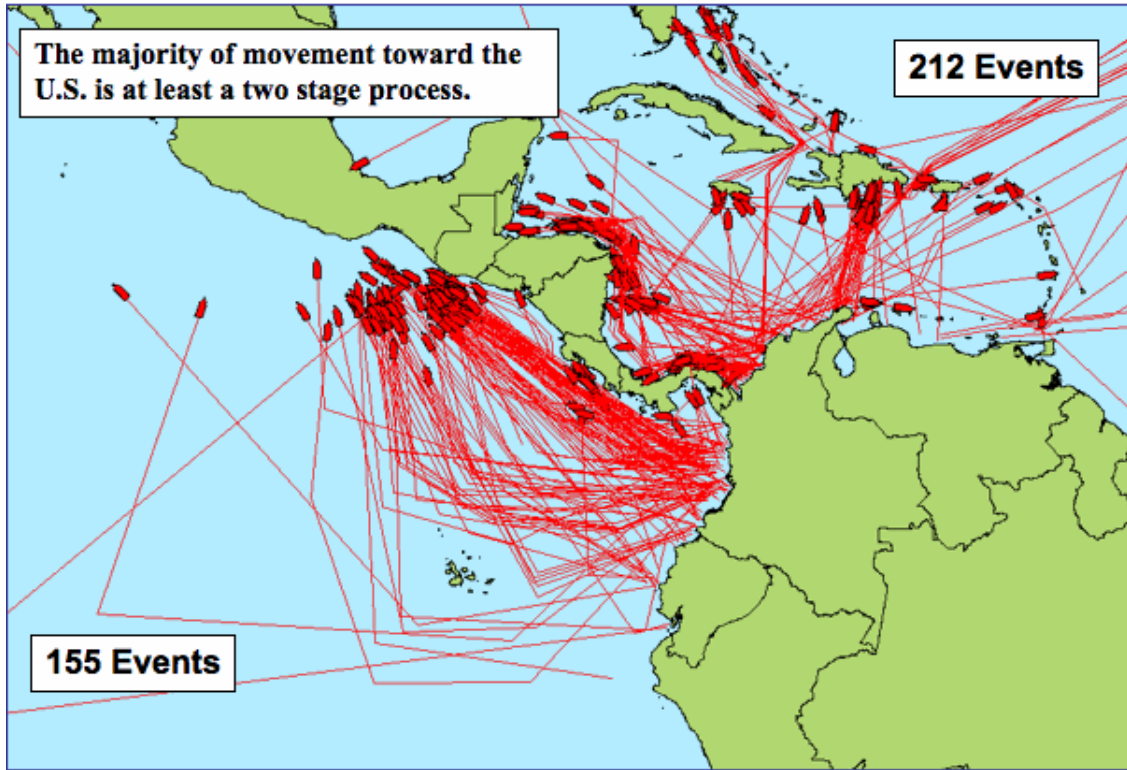 The majority of movement toward the
U.S. is at least a two stage process.
212 Events
155 Events